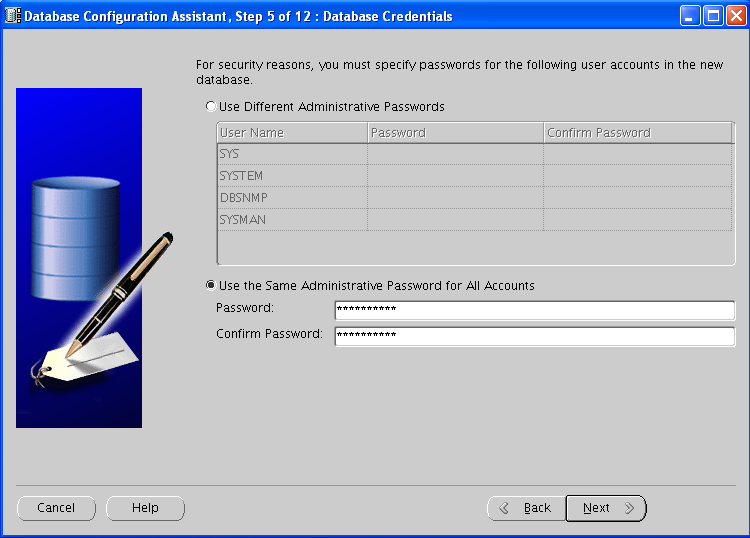 Database Configuration Assistant, Step 5 of 12 : Database Credentials
For security reasons, you must specify passwords for the following user accounts in the new
database.
Use Different Administrative Passwords
User Name Password Confirm Password
SYS
SYSTEM
DBSNMP
SYSMAN
Use the Same Administrative Password for All Accounts
Password: **********
Confirm Password: **********
Cancel Help Back Next